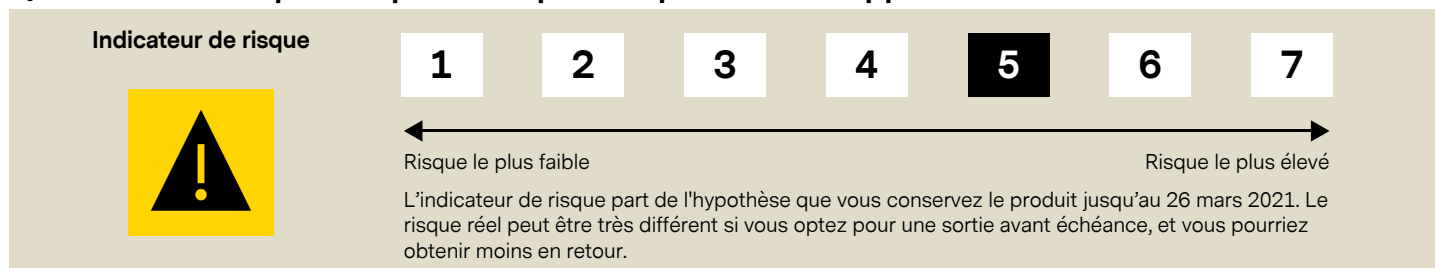 Indicateur de risque
1 2 3 4 5 6 7
Risque le plus faible
Risque le plus élevé
L’indicateur de risque part de l'hypothèse que vous conservez le produit jusqu’au 26 mars 2021. Le
risque réel peut être très différent si vous optez pour une sortie avant échéance, et vous pourriez
obtenir moins en retour.